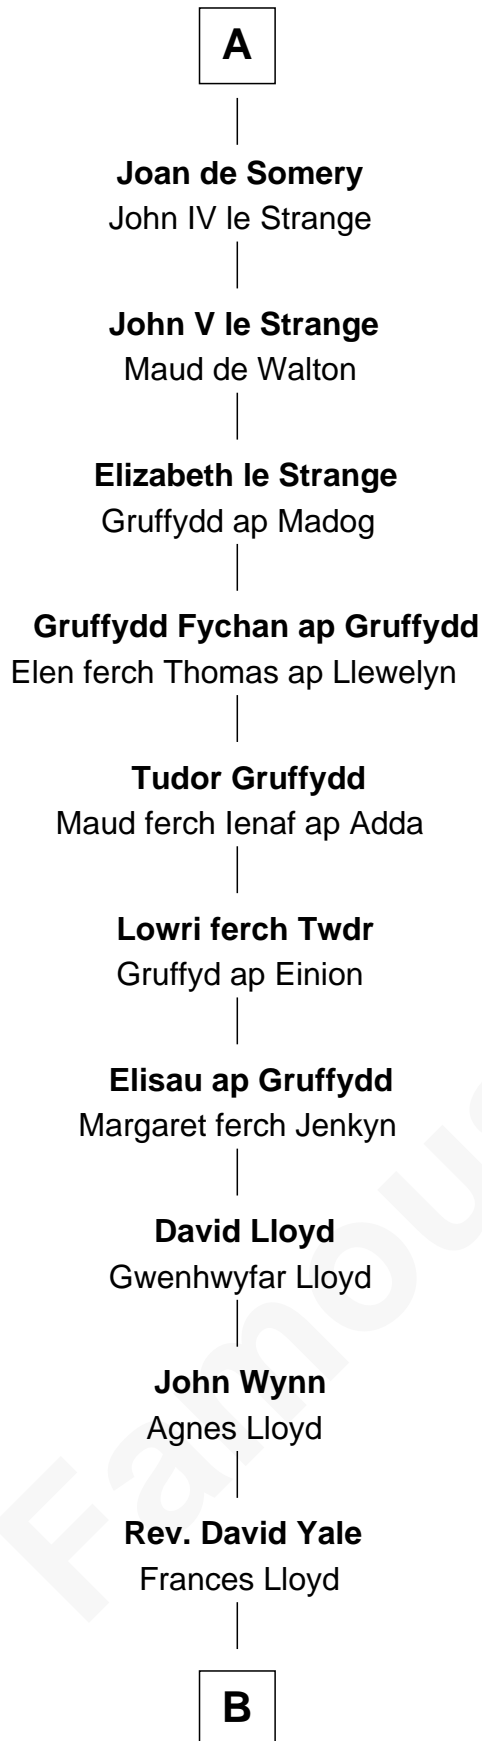 A
Joan de Somery
John IV le Strange
John V le Strange
Maud de Walton
Elizabeth le Strange
Gruffydd ap Madog
Gruffydd Fychan ap Gruffydd
Elen ferch Thomas ap Llewelyn
Tudor Gruffydd
Maud ferch Ienaf ap Adda
Lowri ferch Twdr
Gruffyd ap Einion
Elisau ap Gruffydd
Margaret ferch Jenkyn
David Lloyd
Gwenhwyfar Lloyd
John Wynn
Agnes Lloyd
Rev. David Yale
Frances Lloyd
B
Famous